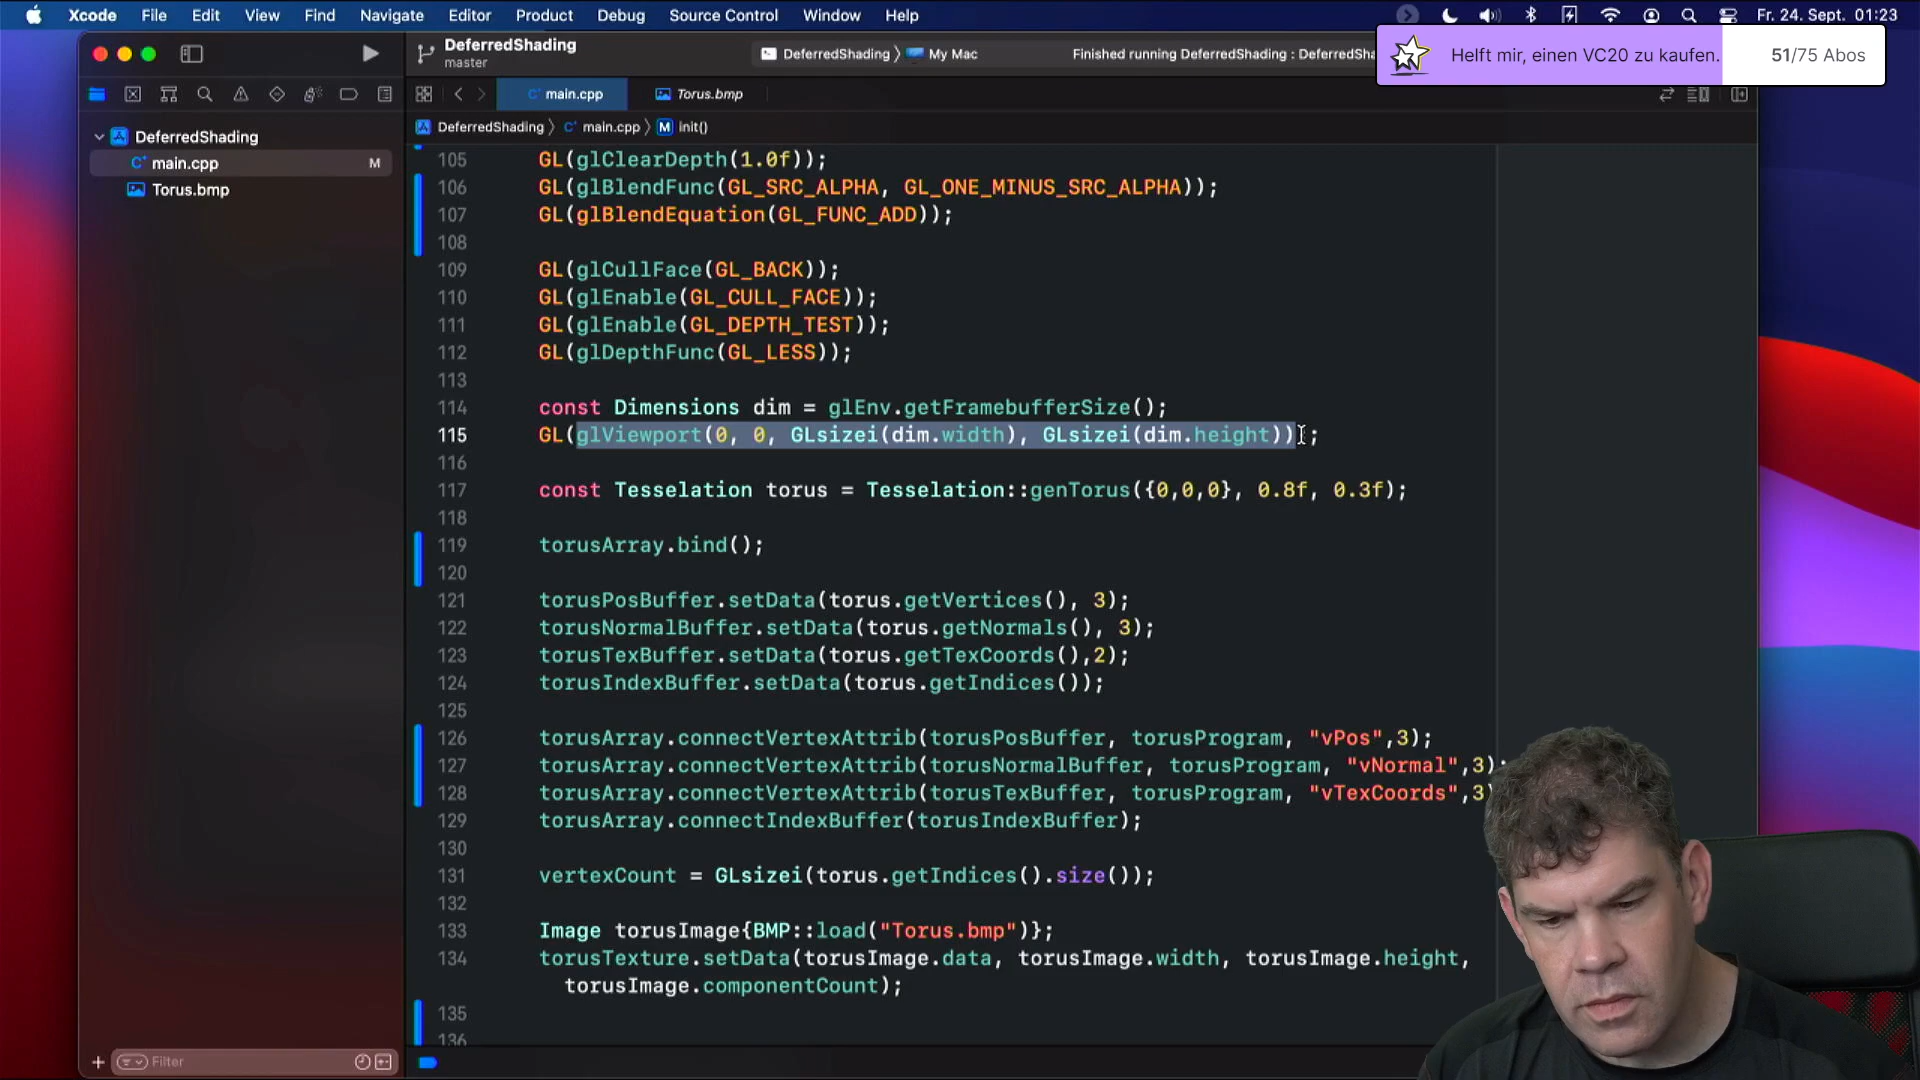 Xcode File Edit View Find Navigate Editor Product Debug Source Control Window Help Fr. 24. Sept. 01:23
Helft mir, einen VC20 zu kaufen. 51/75 Abos
DeferredShading
master
DeferredShading 〉 My Mac
Finished running DeferredShading : DeferredSha
main.cpp
Torus.bmp
DeferredShading 〉 main.cpp 〉 M init()
DeferredShading
main.cpp M
Torus.bmp
105 GL(glClearDepth(1.0f));
106 GL(glBlendFunc(GL_SRC_ALPHA, GL_ONE_MINUS_SRC_ALPHA));
107 GL(glBlendEquation(GL_FUNC_ADD));
108
109 GL(glCullFace(GL_BACK));
110 GL(glEnable(GL_CULL_FACE));
111 GL(glEnable(GL_DEPTH_TEST));
112 GL(glDepthFunc(GL_LESS));
113
114 const Dimensions dim = glEnv.getFramebufferSize();
115 GL(glViewport(0, 0, GLsizei(dim.width), GLsizei(dim.height)));
116
117 const Tesselation torus = Tesselation::genTorus({0,0,0}, 0.8f, 0.3f);
118
119 torusArray.bind();
120
121 torusPosBuffer.setData(torus.getVertices(), 3);
122 torusNormalBuffer.setData(torus.getNormals(), 3);
123 torusTexBuffer.setData(torus.getTexCoords(),2);
124 torusIndexBuffer.setData(torus.getIndices());
125
126 torusArray.connectVertexAttrib(torusPosBuffer, torusProgram, "vPos",3);
127 torusArray.connectVertexAttrib(torusNormalBuffer, torusProgram, "vNormal",3);
128 torusArray.connectVertexAttrib(torusTexBuffer, torusProgram, "vTexCoords",3)
129 torusArray.connectIndexBuffer(torusIndexBuffer);
130
131 vertexCount = GLsizei(torus.getIndices().size());
132
133 Image torusImage{BMP::load("Torus.bmp")};
134 torusTexture.setData(torusImage.data, torusImage.width, torusImage.height,
torusImage.componentCount);
135
136
Filter